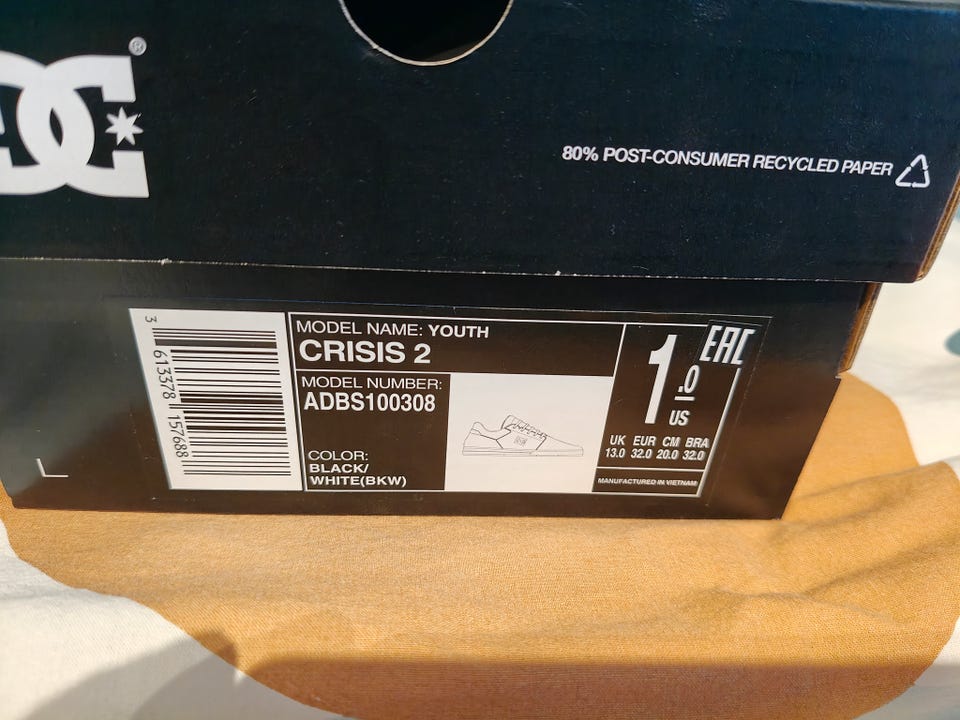 DC®
80% POST-CONSUMER RECYCLED PAPER
3 613378 157688
MODEL NAME: YOUTH
CRISIS 2
MODEL NUMBER:
ADBS100308
COLOR:
BLACK/
WHITE(BKW)
1.0
US
EAC
UK EUR CM BRA
13.0 32.0 20.0 32.0
MANUFACTURED IN VIETNAM